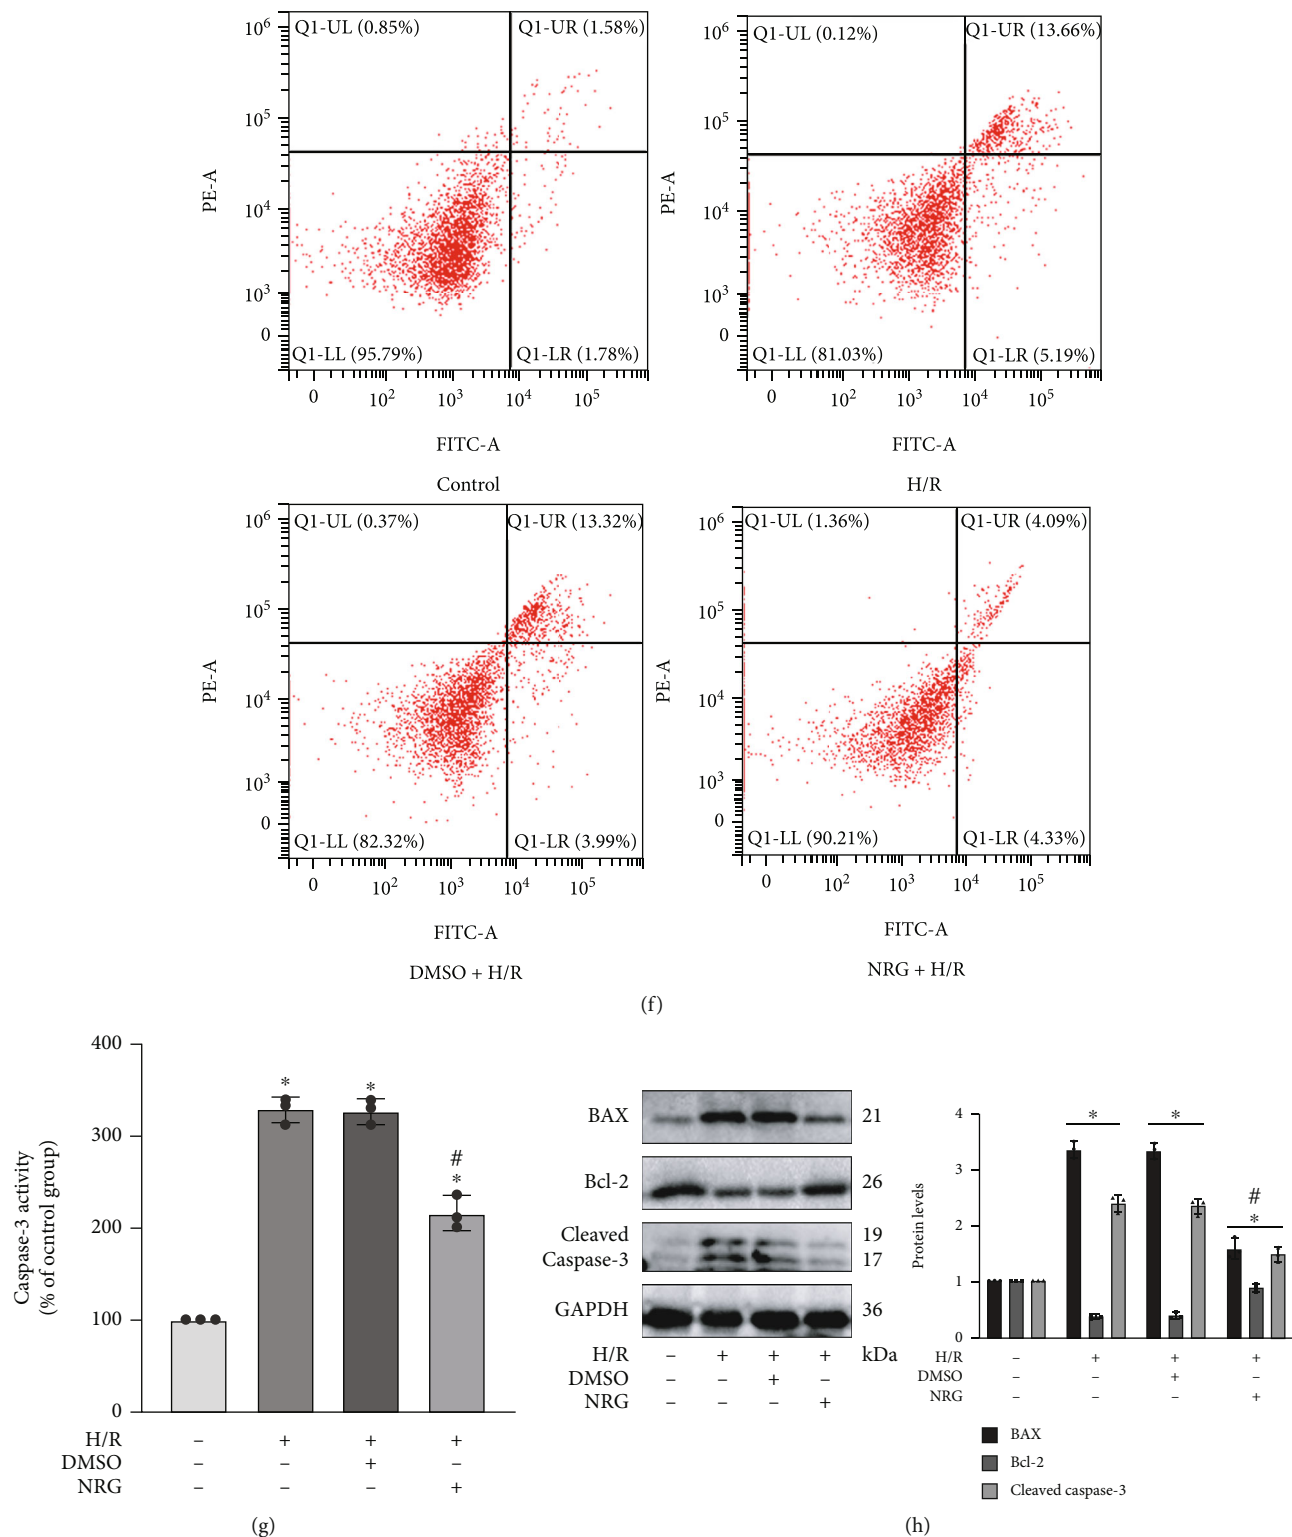 Q1-UL (0.85%)
Q1-UR (1.58%)
10⁶
10⁵
10⁴
10³
0
PE-A
Q1-LL (95.79%)
Q1-LR (1.78%)
0
10²
10³
10⁴
10⁵
FITC-A
Control
Q1-UL (0.12%)
Q1-UR (13.66%)
10⁶
10⁵
10⁴
10³
0
PE-A
Q1-LL (81.03%)
Q1-LR (5.19%)
0
10²
10³
10⁴
10⁵
FITC-A
H/R
Q1-UL (0.37%)
Q1-UR (13.32%)
10⁶
10⁵
10⁴
10³
0
PE-A
Q1-LL (82.32%)
Q1-LR (3.99%)
0
10²
10³
10⁴
10⁵
FITC-A
DMSO + H/R
Q1-UL (1.36%)
Q1-UR (4.09%)
10⁶
10⁵
10⁴
10³
0
PE-A
Q1-LL (90.21%)
Q1-LR (4.33%)
0
10²
10³
10⁴
10⁵
FITC-A
NRG + H/R
(f)
400
300
200
100
0
Caspase-3 activity
(% of ocntrol group)
*
*
#
*
H/R – + + +
DMSO – – + –
NRG – – – +
(g)
BAX 21
Bcl-2 26
Cleaved 19
Caspase-3 17
GAPDH 36
H/R – + + + kDa
DMSO – – + –
NRG – – – +
4
3
2
1
0
Protein levels
*
*
#
*
H/R – + + +
DMSO – – + –
NRG – – – +
BAX
Bcl-2
Cleaved caspase-3
(h)